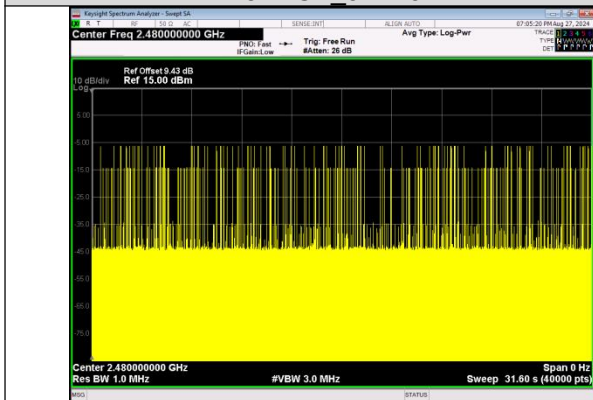 Keysight Spectrum Analyzer - Swept SA
R T RF 50 Ω AC SENSE:INT ALIGN AUTO 07:05:20 PM Aug 27, 2024
Center Freq 2.480000000 GHz
Avg Type: Log-Pwr
PNO: Fast
IFGain:Low
Trig: Free Run
#Atten: 26 dB
TRACE
TYPE
DET
Ref Offset 9.43 dB
10 dB/div Ref 15.00 dBm
Log
5.00
-5.00
-15.0
-25.0
-35.0
-45.0
-55.0
-65.0
-75.0
Center 2.480000000 GHz Span 0 Hz
Res BW 1.0 MHz #VBW 3.0 MHz Sweep 31.60 s (40000 pts)
MSG STATUS